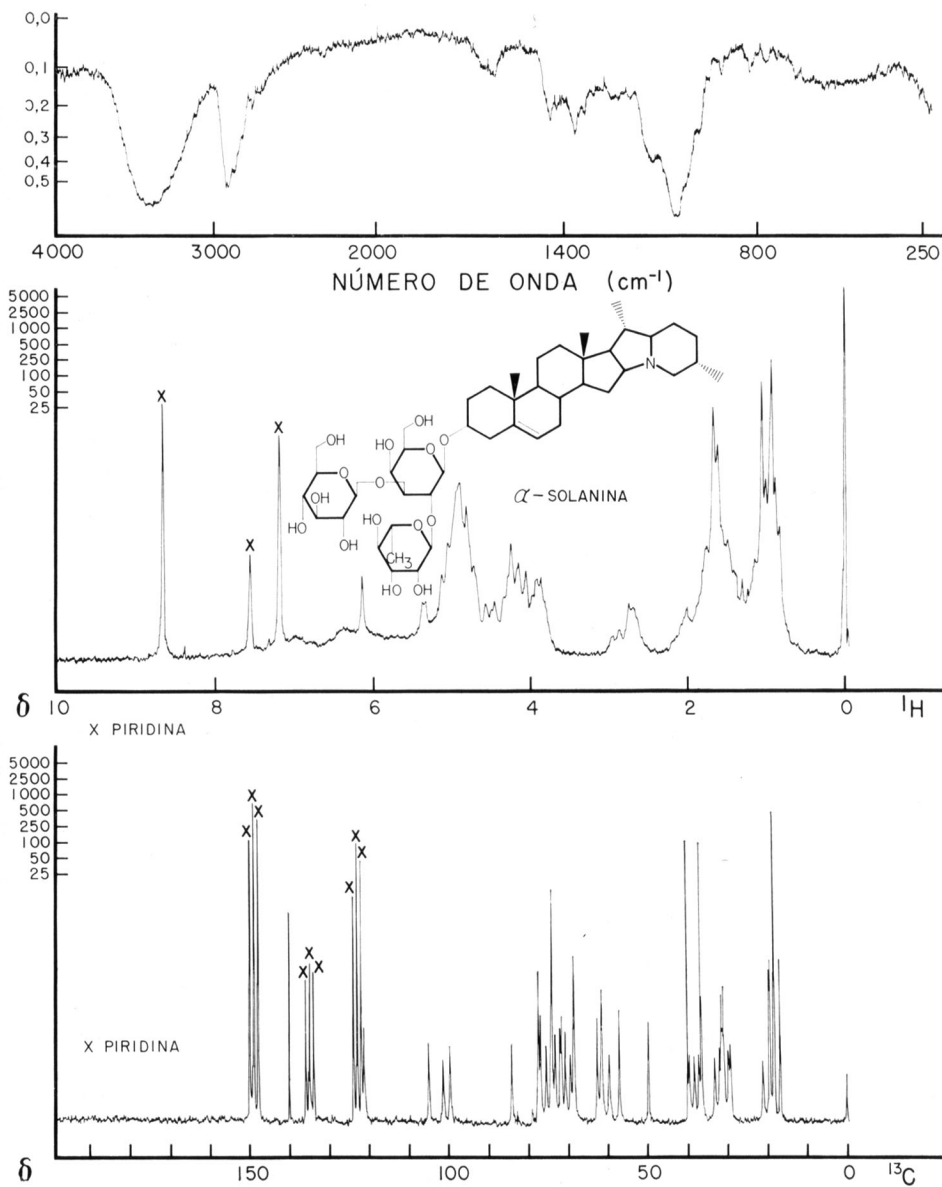 0,0
0,1
0,2
0,3
0,4
0,5
4000 3000 2000 1400 800 250
NÚMERO DE ONDA (cm⁻¹)
5000
2500
1000
500
250
100
50
25
X
X
X
N
OH
HO
O
O
OH
O
O
OH
HO
OH
O
HO
O
CH₃
HO
OH
α-SOLANINA
δ 10 8 6 4 2 0 ¹H
X PIRIDINA
5000
2500
1000
500
250
100
50
25
X
X
X
X
X
X
X
X
X
X PIRIDINA
δ 150 100 50 0 ¹³C